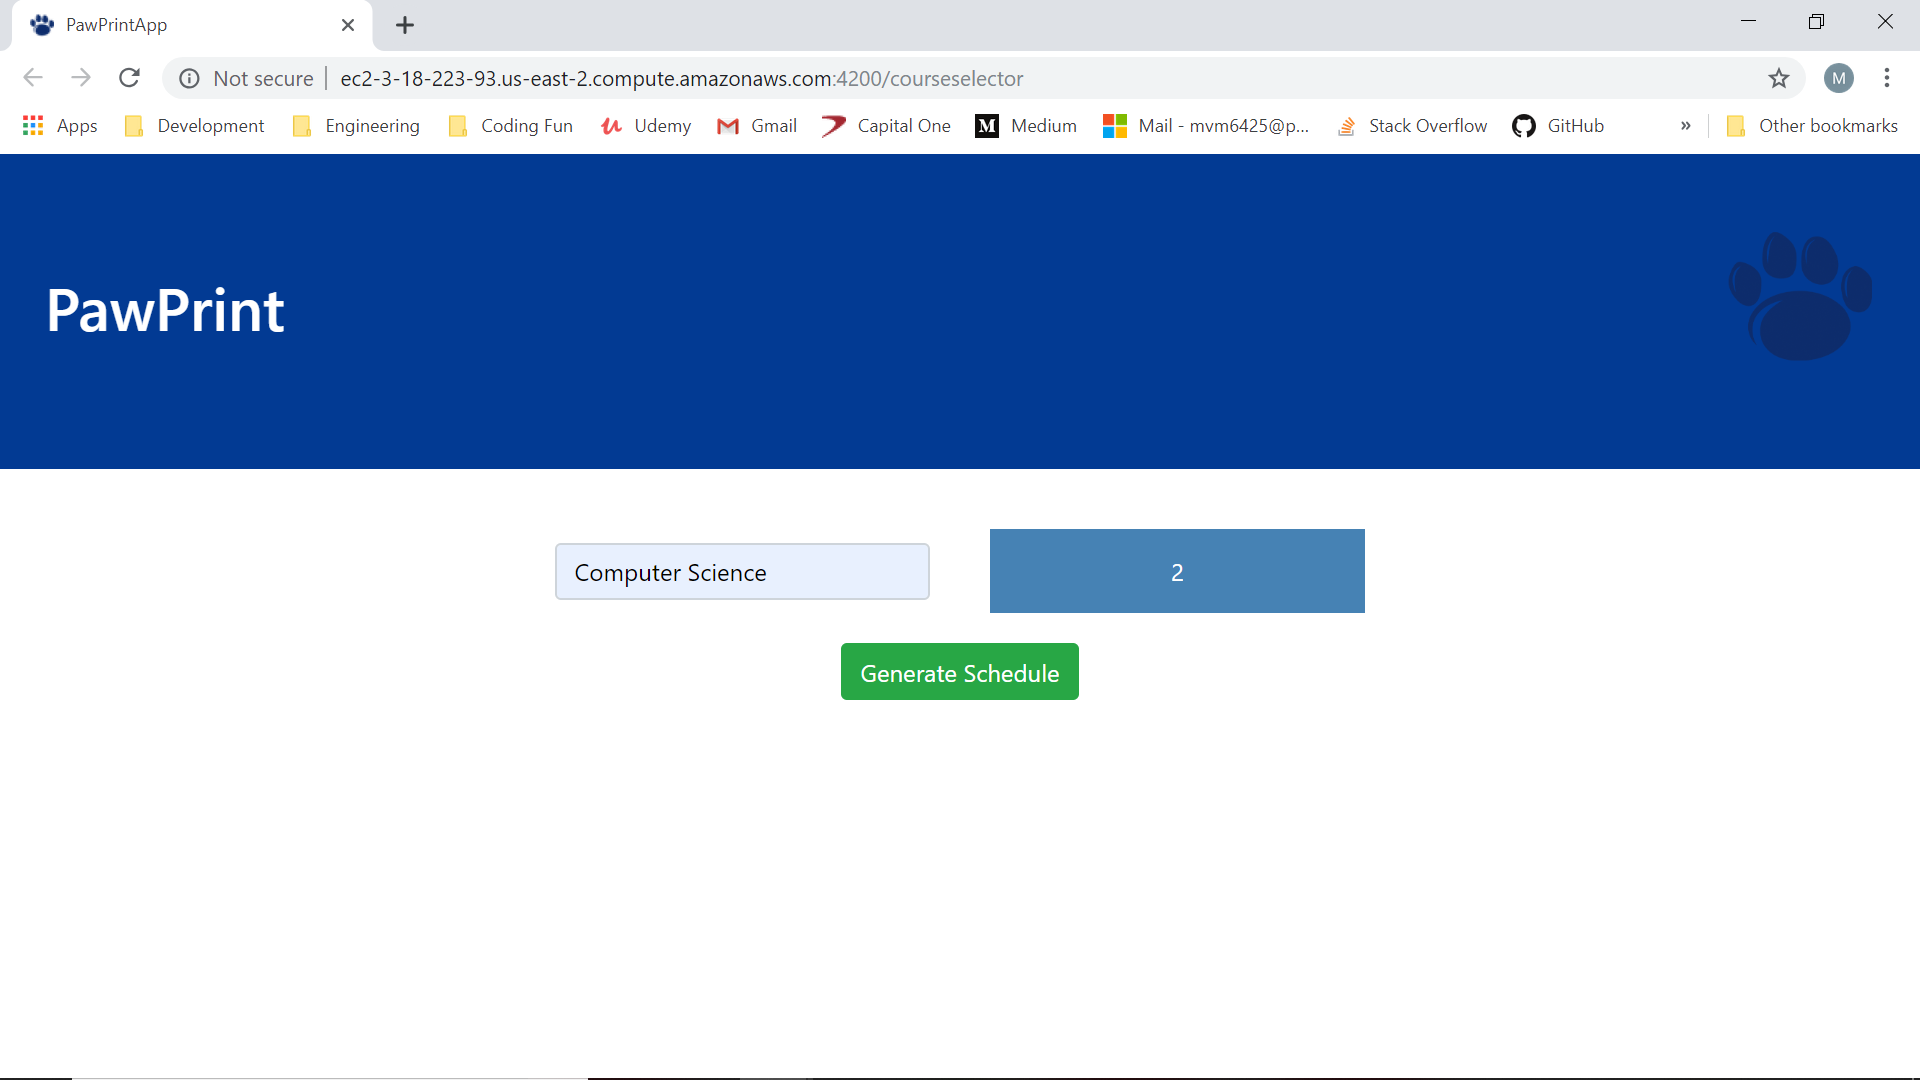 PawPrintApp
Not secure
ec2-3-18-223-93.us-east-2.compute.amazonaws.com:4200/courseselector
M
Apps
Development
Engineering
Coding Fun
Udemy
Gmail
Capital One
M
Medium
Mail - mvm6425@p...
Stack Overflow
GitHub
»
Other bookmarks
PawPrint
Computer Science
2
Generate Schedule